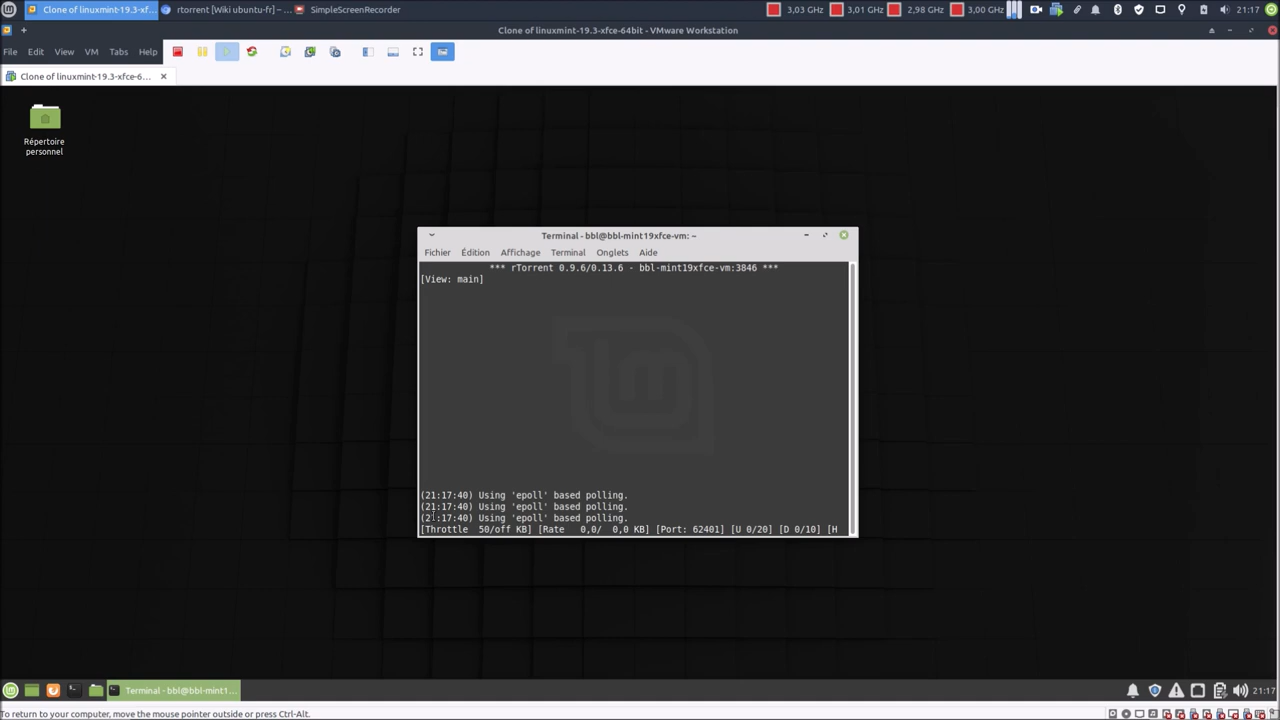 Clone of linuxmint-19.3-xf...
rtorrent [Wiki ubuntu-fr] – ...
SimpleScreenRecorder
3,03 GHz
3,01 GHz
2,98 GHz
3,00 GHz
21:17
Clone of linuxmint-19.3-xfce-64bit - VMware Workstation
File Edit View VM Tabs Help
Clone of linuxmint-19.3-xfce-6...
Répertoire
personnel
Terminal - bbl@bbl-mint19xfce-vm: ~
Fichier Édition Affichage Terminal Onglets Aide
*** rTorrent 0.9.6/0.13.6 - bbl-mint19xfce-vm:3846 ***
[View: main]
(21:17:40) Using 'epoll' based polling.
(21:17:40) Using 'epoll' based polling.
(21:17:40) Using 'epoll' based polling.
[Throttle  50/off KB] [Rate   0,0/  0,0 KB] [Port: 62401] [U 0/20] [D 0/10] [H
Terminal - bbl@bbl-mint1...
21:17
To return to your computer, move the mouse pointer outside or press Ctrl-Alt.